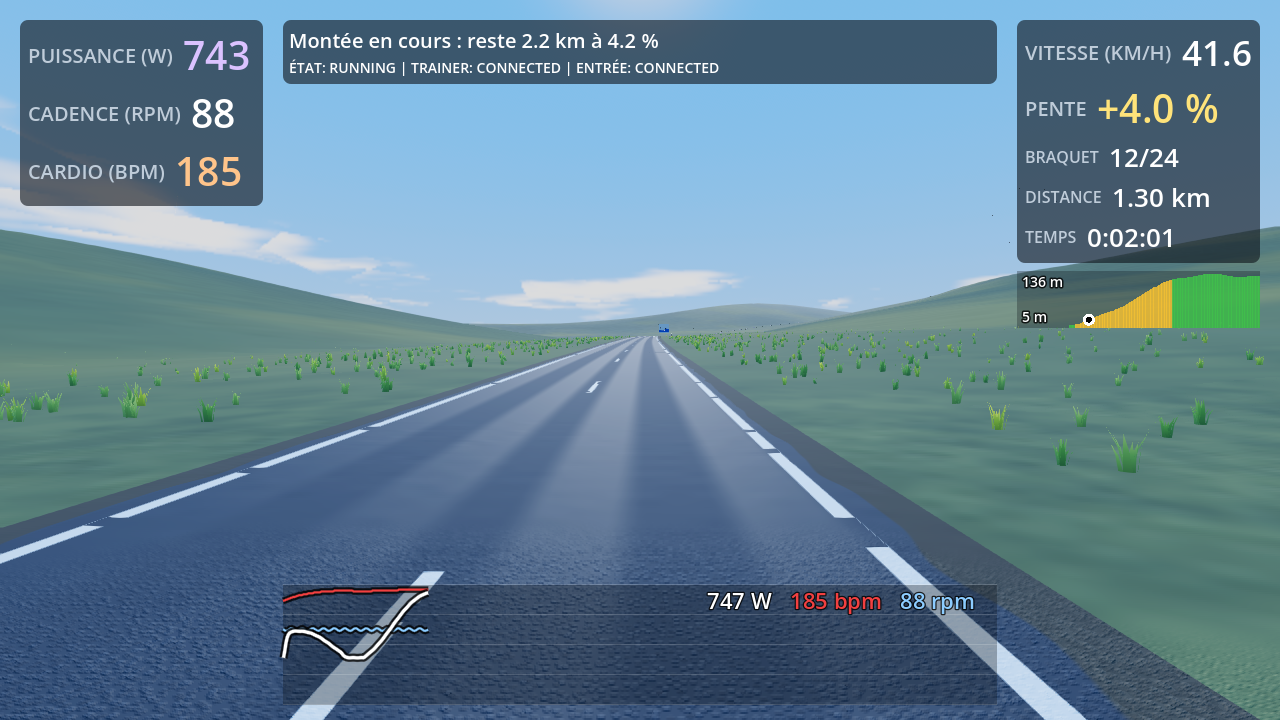 PUISSANCE (W) 743
CADENCE (RPM) 88
CARDIO (BPM) 185
Montée en cours : reste 2.2 km à 4.2 %
ÉTAT: RUNNING | TRAINER: CONNECTED | ENTRÉE: CONNECTED
VITESSE (KM/H) 41.6
PENTE +4.0 %
BRAQUET 12/24
DISTANCE 1.30 km
TEMPS 0:02:01
136 m
5 m
747 W 185 bpm 88 rpm